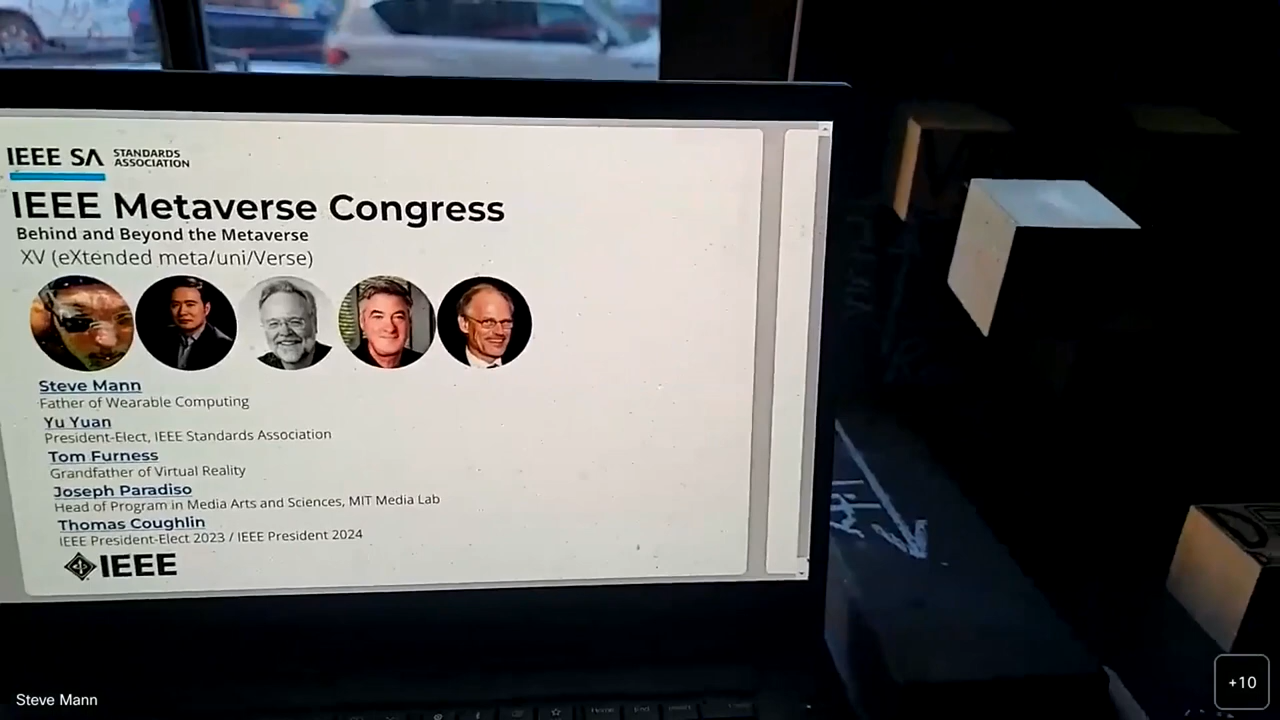 IEEE SA STANDARDS
ASSOCIATION
IEEE Metaverse Congress
Behind and Beyond the Metaverse
XV (eXtended meta/uni/Verse)
Steve Mann
Father of Wearable Computing
Yu Yuan
President-Elect, IEEE Standards Association
Tom Furness
Grandfather of Virtual Reality
Joseph Paradiso
Head of Program in Media Arts and Sciences, MIT Media Lab
Thomas Coughlin
IEEE President-Elect 2023 / IEEE President 2024
IEEE
Home End Insert
Steve Mann
+10